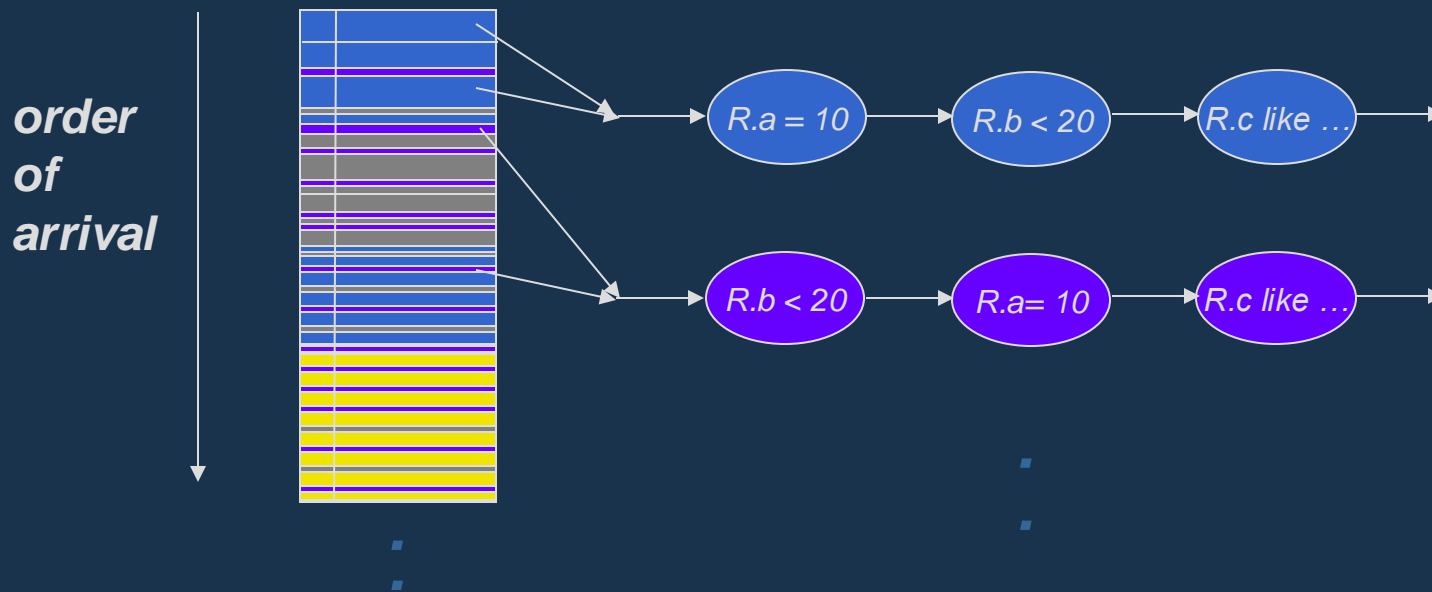 order
of
arrival
R.a = 10
R.b < 20
R.c like …
R.b < 20
R.a= 10
R.c like …